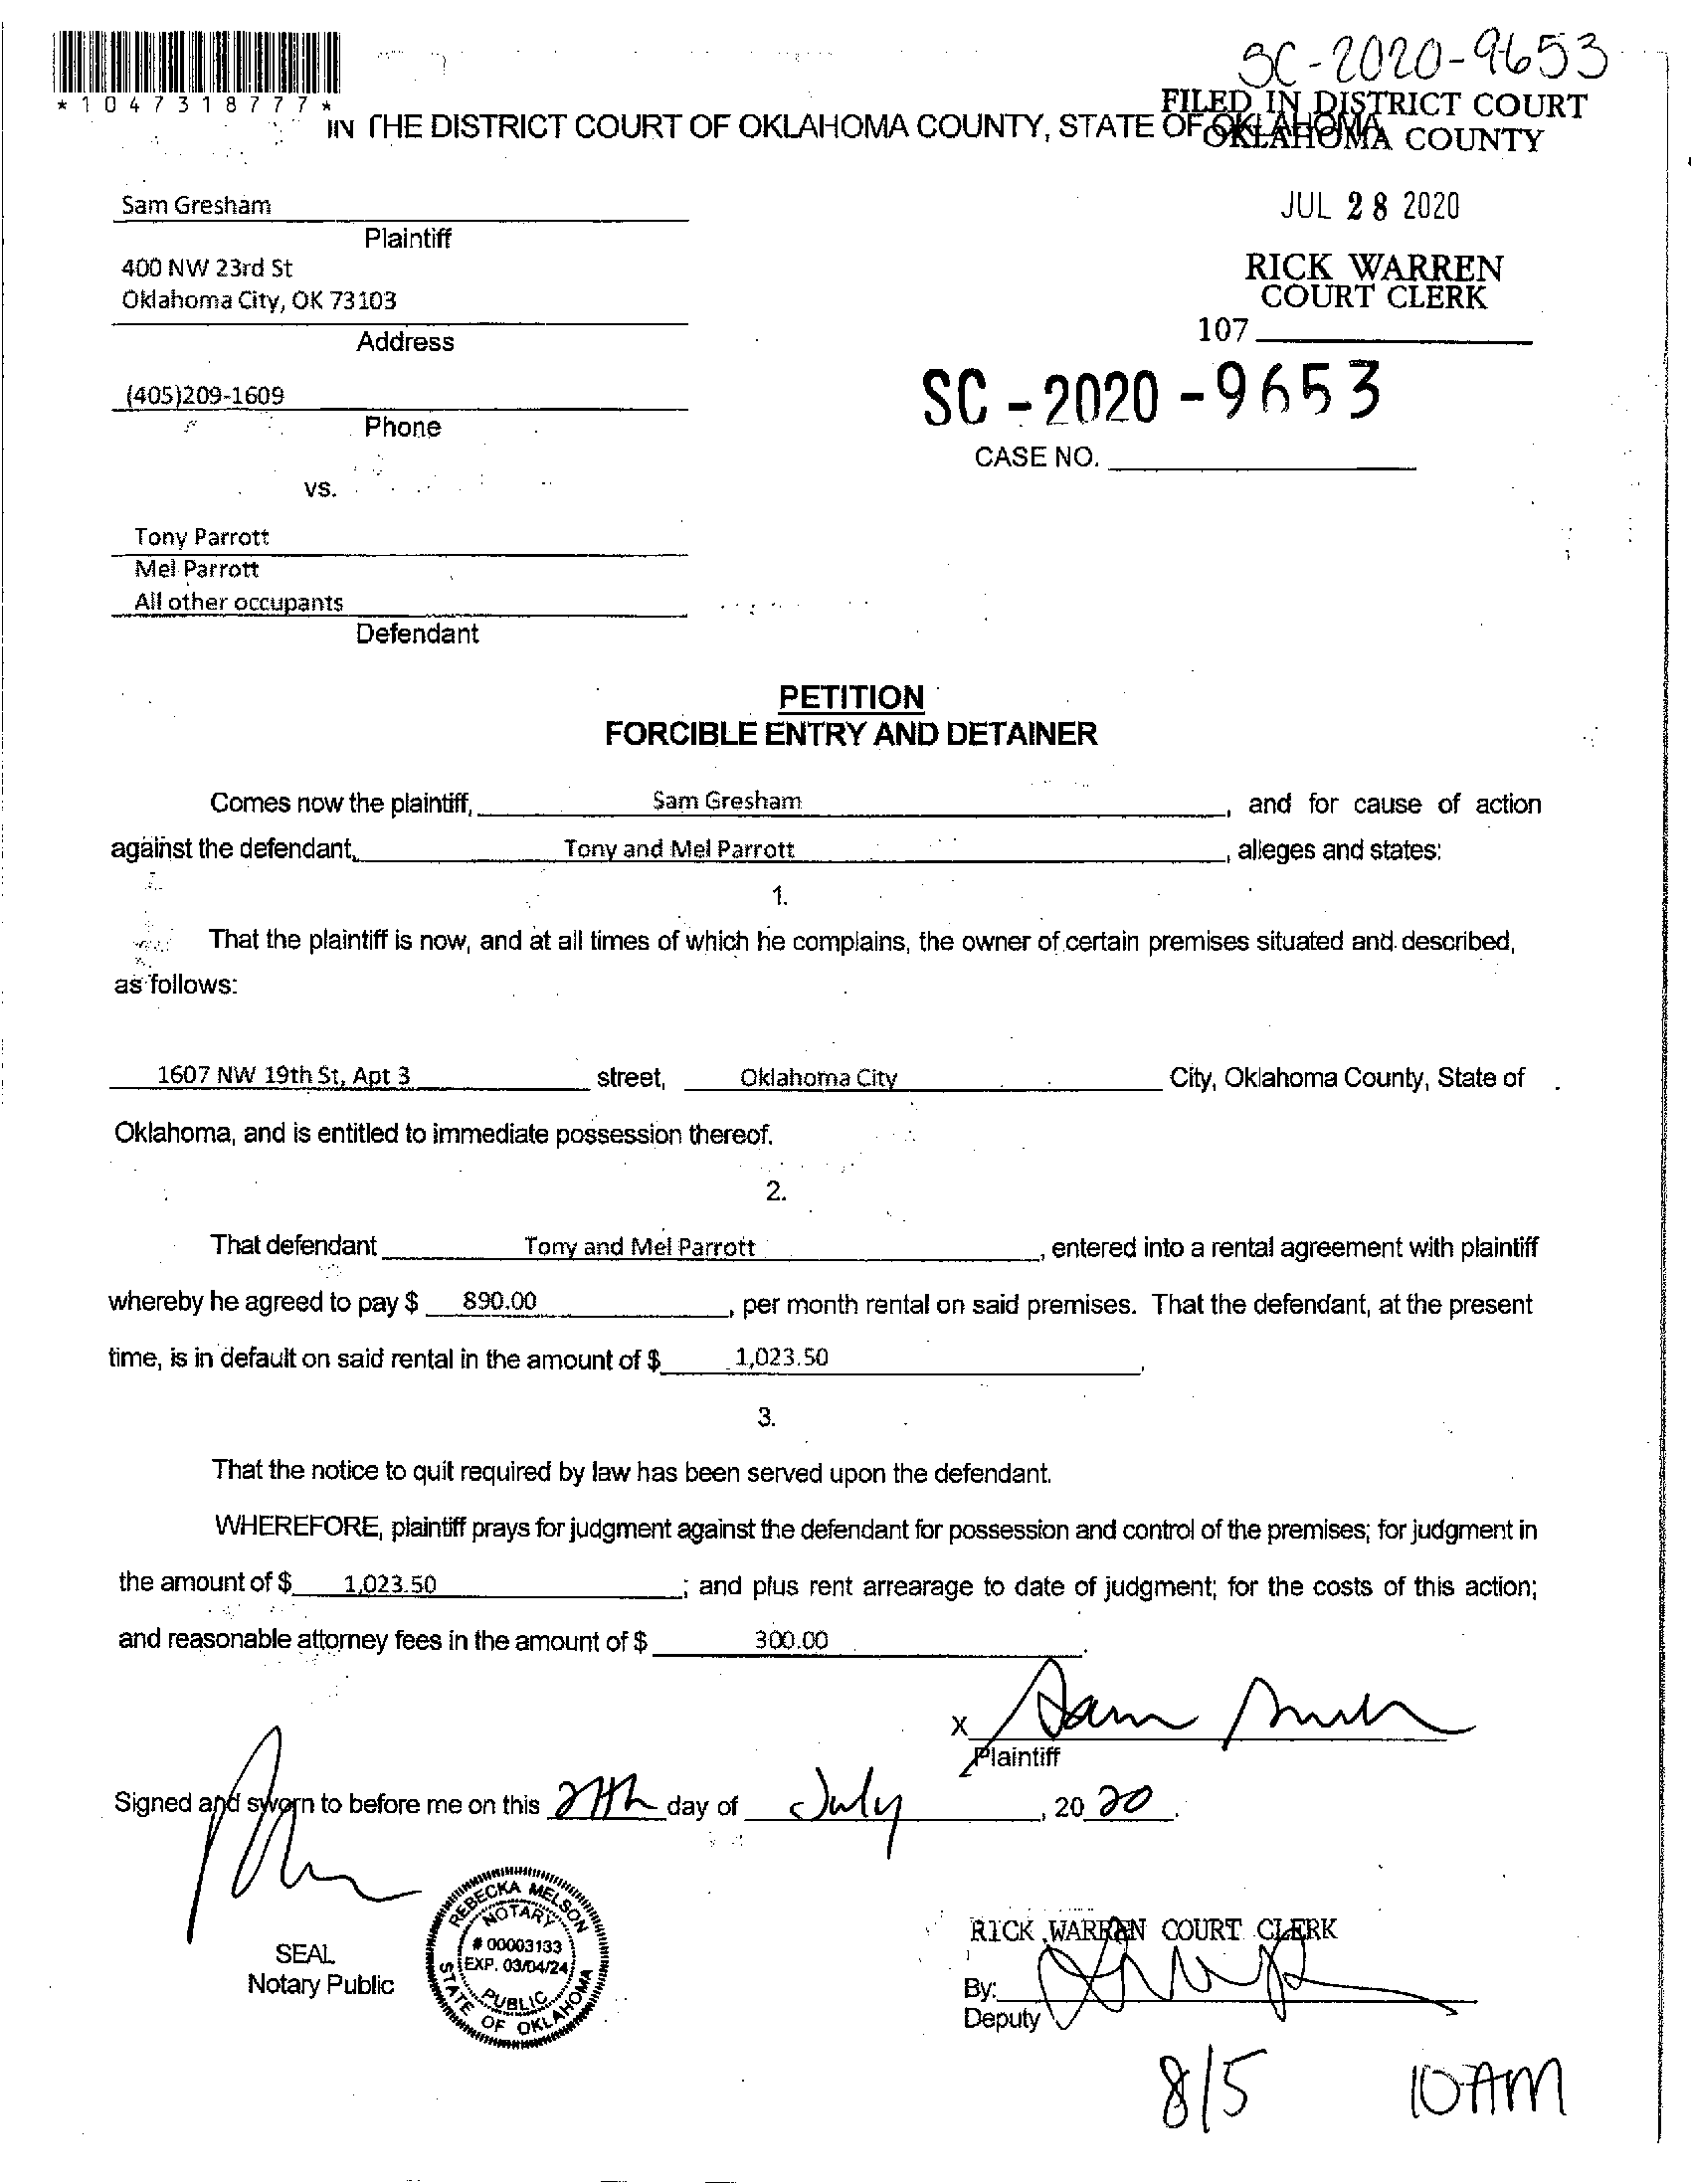 SC-2020-9653
*1047318777*
FILED IN DISTRICT COURT
OKLAHOMA COUNTY
IN THE DISTRICT COURT OF OKLAHOMA COUNTY, STATE OF OKLAHOMA
JUL 28 2020
RICK WARREN
COURT CLERK
107
SC-2020-9653
CASE NO.
Sam Gresham
Plaintiff
400 NW 23rd St
Oklahoma City, OK 73103
Address
(405)209-1609
Phone
vs.
Tony Parrott
Mel Parrott
All other occupants
Defendant
PETITION
FORCIBLE ENTRY AND DETAINER
Comes now the plaintiff, Sam Gresham, and for cause of action
against the defendant, Tony and Mel Parrott, alleges and states:
1.
That the plaintiff is now, and at all times of which he complains, the owner of certain premises situated and described,
as follows:
1607 NW 19th St, Apt 3 street, Oklahoma City City, Oklahoma County, State of
Oklahoma, and is entitled to immediate possession thereof.
2.
That defendant Tony and Mel Parrott, entered into a rental agreement with plaintiff
whereby he agreed to pay $ 890.00, per month rental on said premises. That the defendant, at the present
time, is in default on said rental in the amount of $ 1,023.50,
3.
That the notice to quit required by law has been served upon the defendant.
WHEREFORE, plaintiff prays for judgment against the defendant for possession and control of the premises; for judgment in
the amount of $ 1,023.50; and plus rent arrearage to date of judgment; for the costs of this action;
and reasonable attorney fees in the amount of $ 300.00.
X Sam
Plaintiff
Signed and sworn to before me on this day of July, 20 20.
SEAL
Notary Public
REBECKA MELSON
NOTARY
# 00003133
EXP. 03/04/24
PUBLIC
STATE OF OKLAHOMA
RICK WARREN COURT CLERK
By:
Deputy
8/5 10 AM